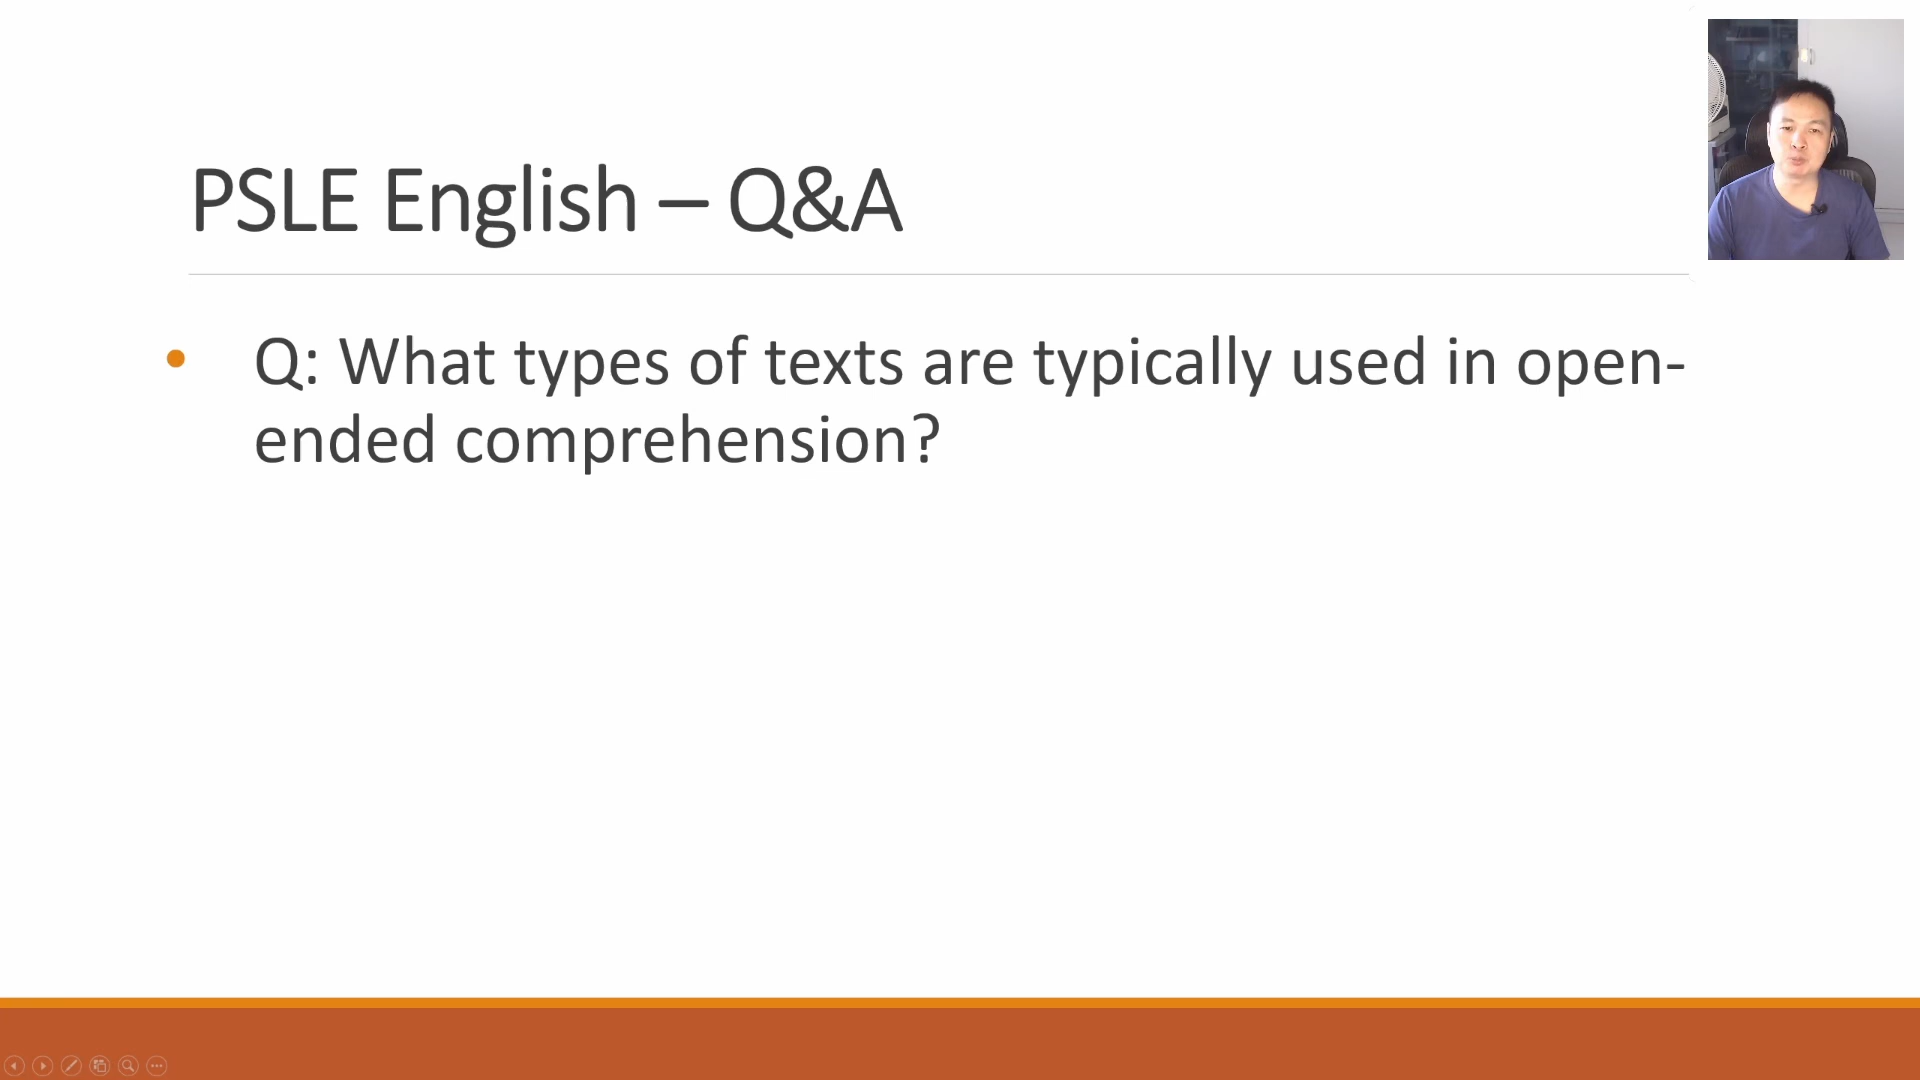 PSLE English – Q&A
• Q: What types of texts are typically used in open-
ended comprehension?